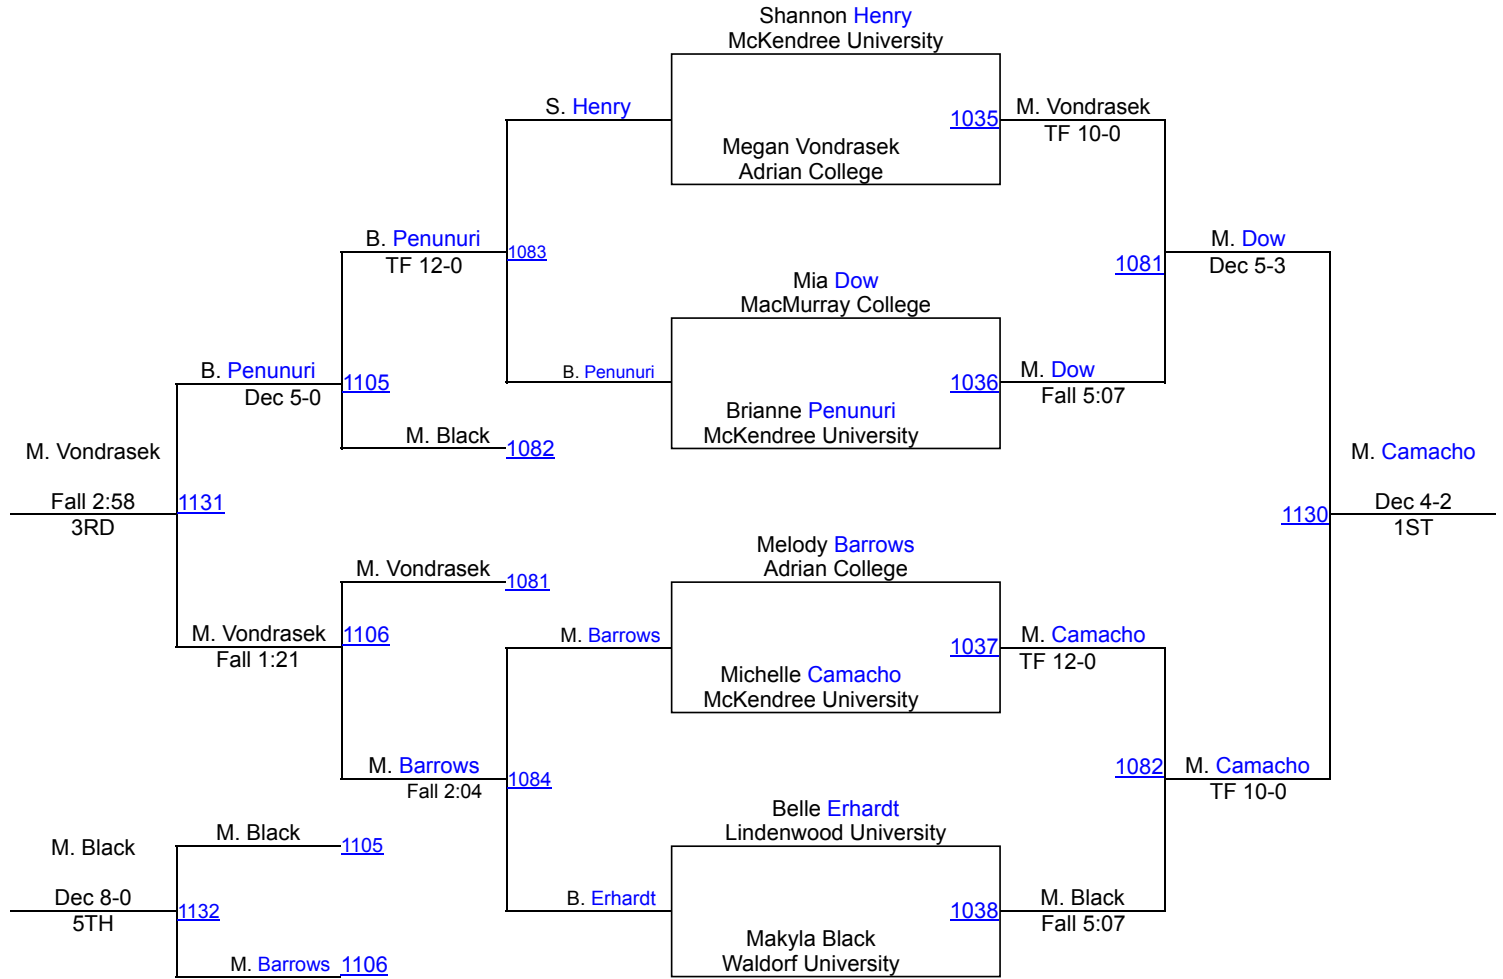 Shannon Henry
McKendree University
S. Henry
1035
M. Vondrasek
TF 10-0
Megan Vondrasek
Adrian College
B. Penunuri
TF 12-0
1083
M. Dow
Dec 5-3
1081
Mia Dow
MacMurray College
B. Penunuri
Dec 5-0
1105
B. Penunuri
1036
M. Dow
Fall 5:07
Brianne Penunuri
McKendree University
M. Black
1082
M. Vondrasek
Fall 2:58
3RD
1131
M. Camacho
Dec 4-2
1ST
1130
Melody Barrows
Adrian College
M. Vondrasek
1081
M. Vondrasek
Fall 1:21
1106
M. Barrows
1037
M. Camacho
TF 12-0
Michelle Camacho
McKendree University
M. Barrows
Fall 2:04
1084
1082
M. Camacho
TF 10-0
Belle Erhardt
Lindenwood University
M. Black
Dec 8-0
5TH
M. Black
1105
1132
M. Barrows
1106
B. Erhardt
1038
M. Black
Fall 5:07
Makyla Black
Waldorf University